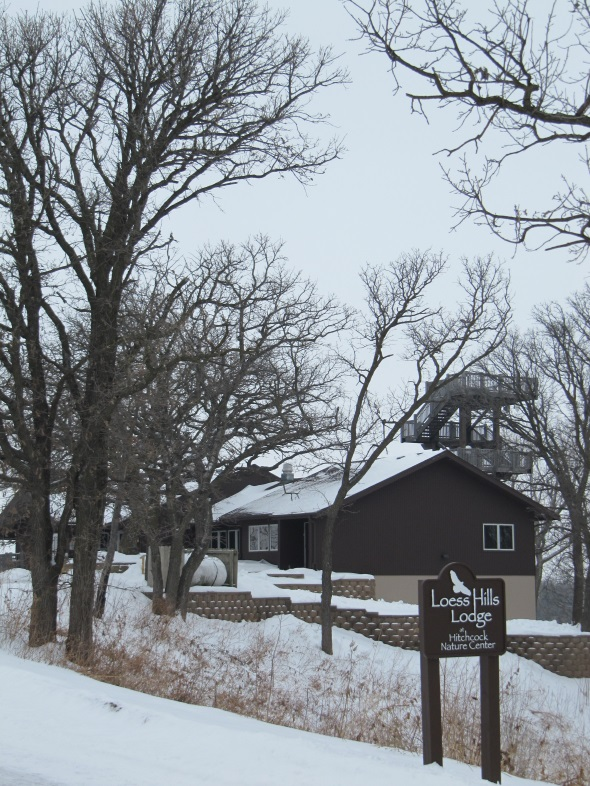 Loess Hills
Lodge
at
Hitchcock
Nature Center